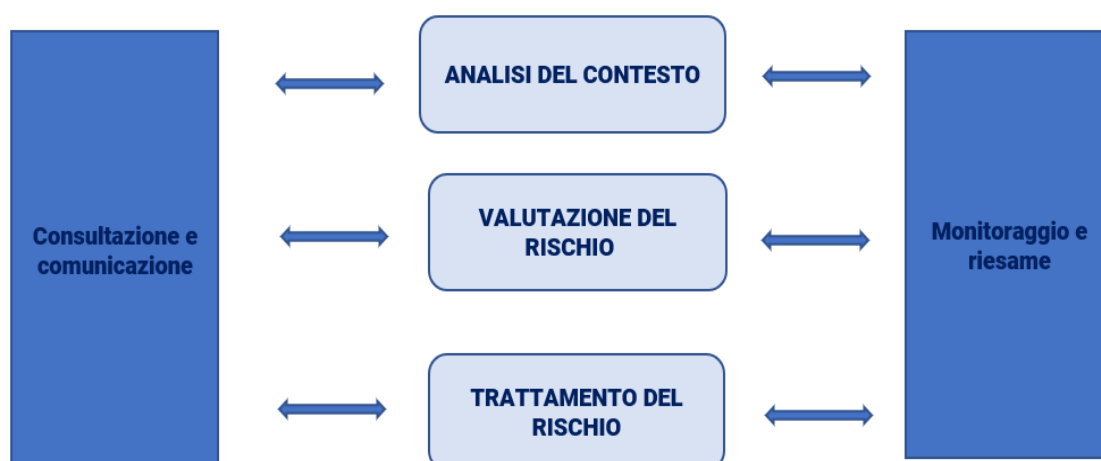 Consultazione e
comunicazione
ANALISI DEL CONTESTO
VALUTAZIONE DEL
RISCHIO
TRATTAMENTO DEL
RISCHIO
Monitoraggio e
riesame